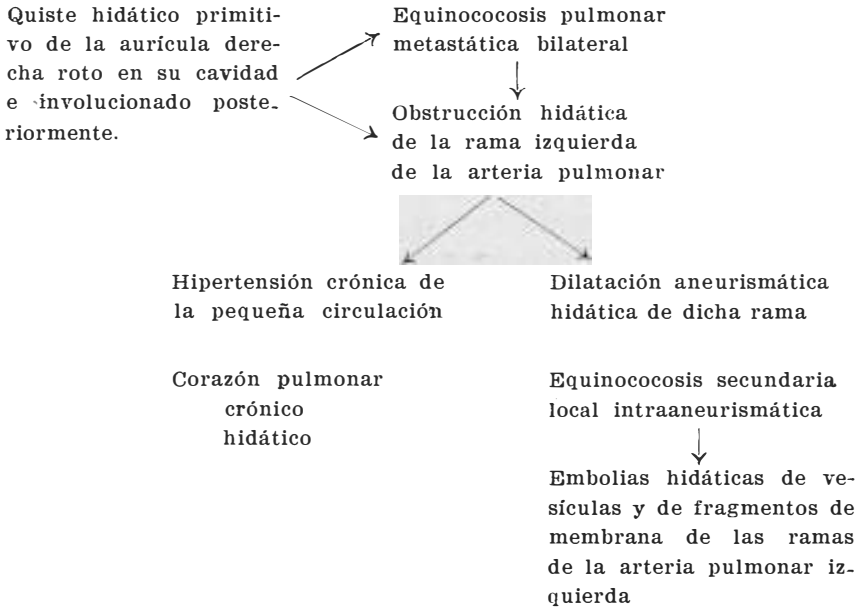 Quiste hidático primiti-
vo de la aurícula dere-
cha roto en su cavidad
e involucionado poste-
riormente.
Equinococosis pulmonar
metastática bilateral
Obstrucción hidática
de la rama izquierda
de la arteria pulmonar
Hipertensión crónica de
la pequeña circulación
Dilatación aneurismática
hidática de dicha rama
Corazón pulmonar
crónico
hidático
Equinococosis secundaria
local intraaneurismática
Embolias hidáticas de ve-
sículas y de fragmentos de
membrana de las ramas
de la arteria pulmonar iz-
quierda